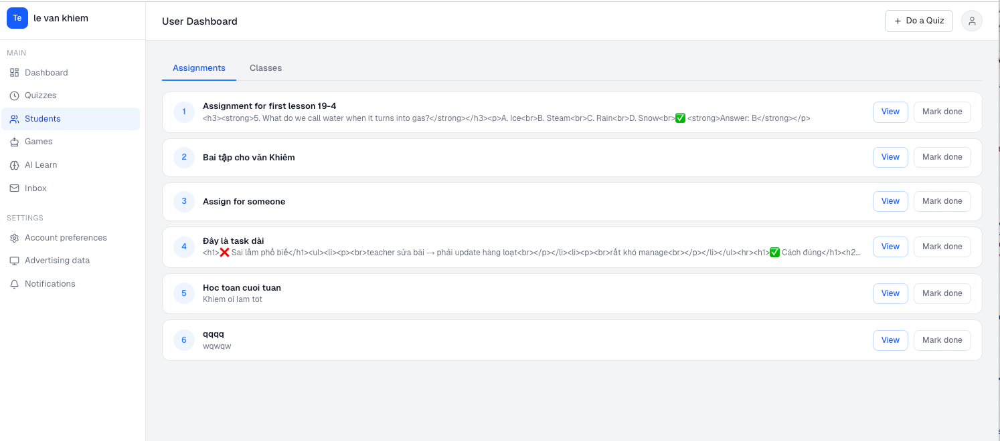 Te
le van khiem
User Dashboard
+ Do a Quiz
MAIN
Dashboard
Quizzes
Students
Games
AI Learn
Inbox
SETTINGS
Account preferences
Advertising data
Notifications
Assignments
Classes
1
Assignment for first lesson 19-4
<h3><strong>5. What do we call water when it turns into gas?</strong></h3><p>A. Ice<br>B. Steam<br>C. Rain<br>D. Snow<br>✅ <strong>Answer: B</strong></p>
View
Mark done
2
Bai tập cho văn Khiêm
View
Mark done
3
Assign for someone
View
Mark done
4
Đây là task dài
<h1>❌ Sai lầm phổ biế</h1><ul><li><p><br>teacher sửa bài → phải update hàng loạt<br></p></li><li><p><br>rất khó manage<br></p></li></ul><hr><h1>✅ Cách đúng</h1><h2...
View
Mark done
5
Hoc toan cuoi tuan
Khiem oi lam tot
View
Mark done
6
qqqq
wqwqw
View
Mark done